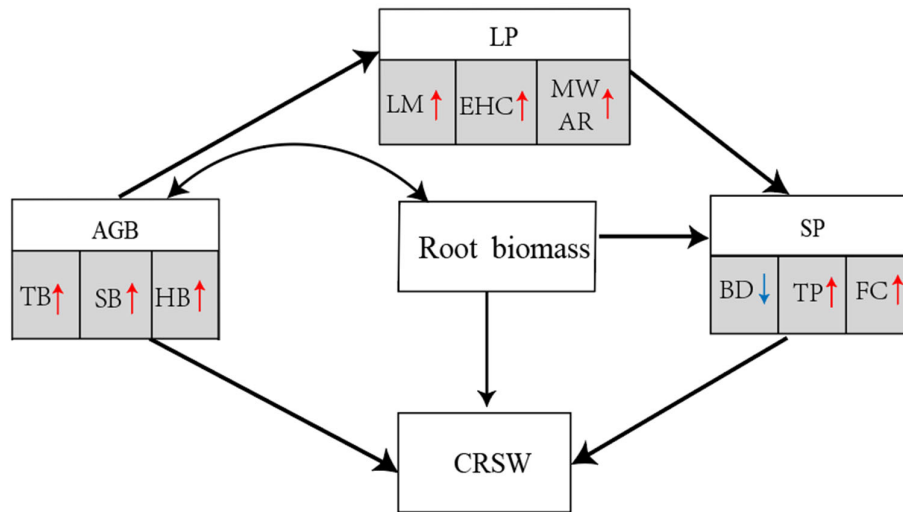 LP
LM
EHC
MW
AR
AGB
TB
SB
HB
Root biomass
SP
BD
TP
FC
CRSW